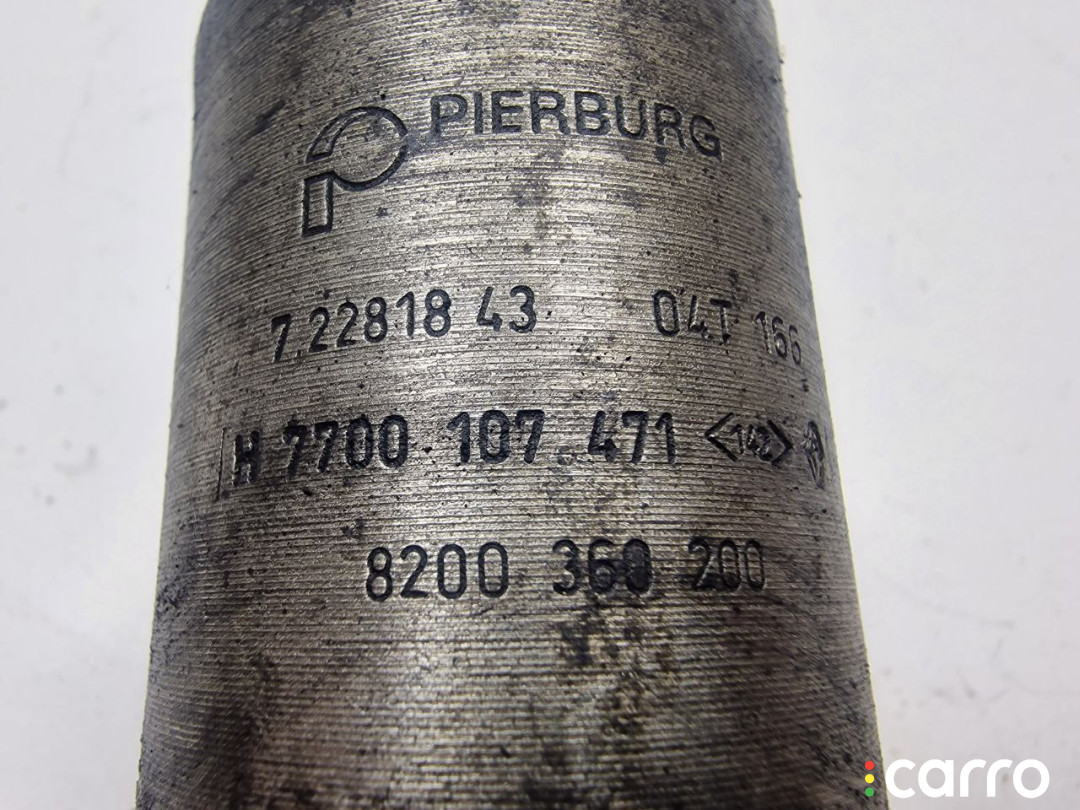 PIERBURG
7.22818 43 04T 166
H 7700 107 471 <142>
8200 360 200
carro